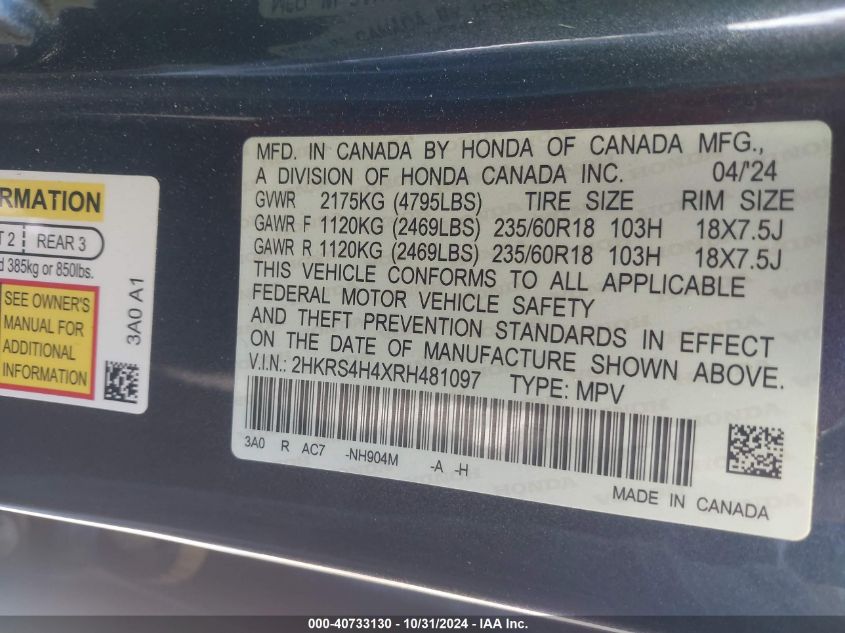 MFD. IN CANADA BY HONDA OF CANADA MFG.,
A DIVISION OF HONDA CANADA INC. 04/'24
GVWR 2175KG (4795LBS) TIRE SIZE RIM SIZE
GAWR F 1120KG (2469LBS) 235/60R18 103H 18X7.5J
GAWR R 1120KG (2469LBS) 235/60R18 103H 18X7.5J
THIS VEHICLE CONFORMS TO ALL APPLICABLE
FEDERAL MOTOR VEHICLE SAFETY
AND THEFT PREVENTION STANDARDS IN EFFECT
ON THE DATE OF MANUFACTURE SHOWN ABOVE.
V.I.N.: 2HKRS4H4XRH481097 TYPE: MPV
3A0 R AC7 -NH904M -A -H
MADE IN CANADA
RMATION
2 REAR 3
385kg or 850lbs.
SEE OWNER'S
MANUAL FOR
ADDITIONAL
INFORMATION
3A0 A1
000-40733130 - 10/31/2024 - IAA Inc.